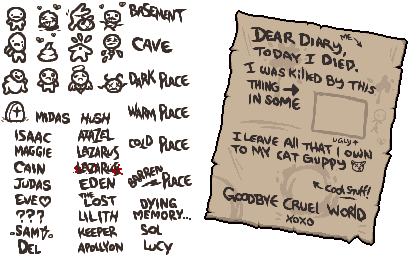 BASEMENT
CAVE
DARK PLACE
WARM PLACE
COLD PLACE
BARREN PLACE
DYING
MEMORY...
SOL
LUCY
MIDAS
HUSH
ISAAC
AZAZEL
MAGGIE
LAZARUS
CAIN
LAZARUS
JUDAS
EDEN
EVE♡
THE
LOST
???
LILITH
SAMY
KEEPER
DEL
APOLLYON
DEAR DIARY,
ME
TODAY I DIED.
I WAS KILLED BY THIS
THING →
IN SOME
UGLY↑
I LEAVE ALL THAT I OWN
TO MY CAT GUPPY
← COOL STUFF!
GOODBYE CRUEL WORLD
XOXO